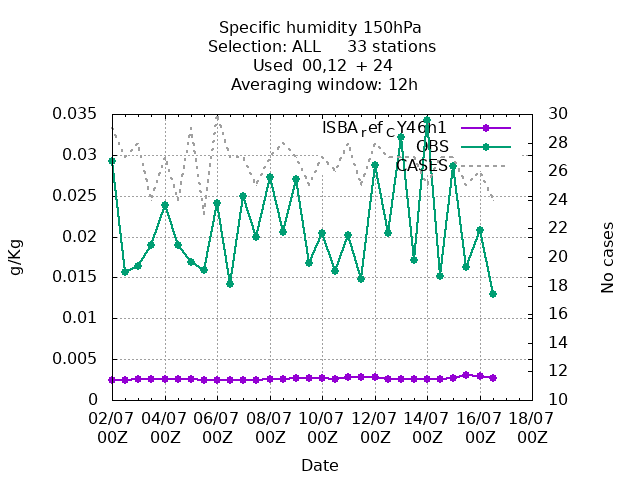 Specific humidity 150hPa
Selection: ALL 33 stations
Used 00,12 + 24
Averaging window: 12h
ISBA_ref_CY46h1
OBS
CASES
0.035
0.03
0.025
0.02
0.015
0.01
0.005
0
30
28
26
24
22
20
18
16
14
12
10
g/Kg
No cases
02/07 04/07 06/07 08/07 10/07 12/07 14/07 16/07 18/07
00Z 00Z 00Z 00Z 00Z 00Z 00Z 00Z 00Z
Date